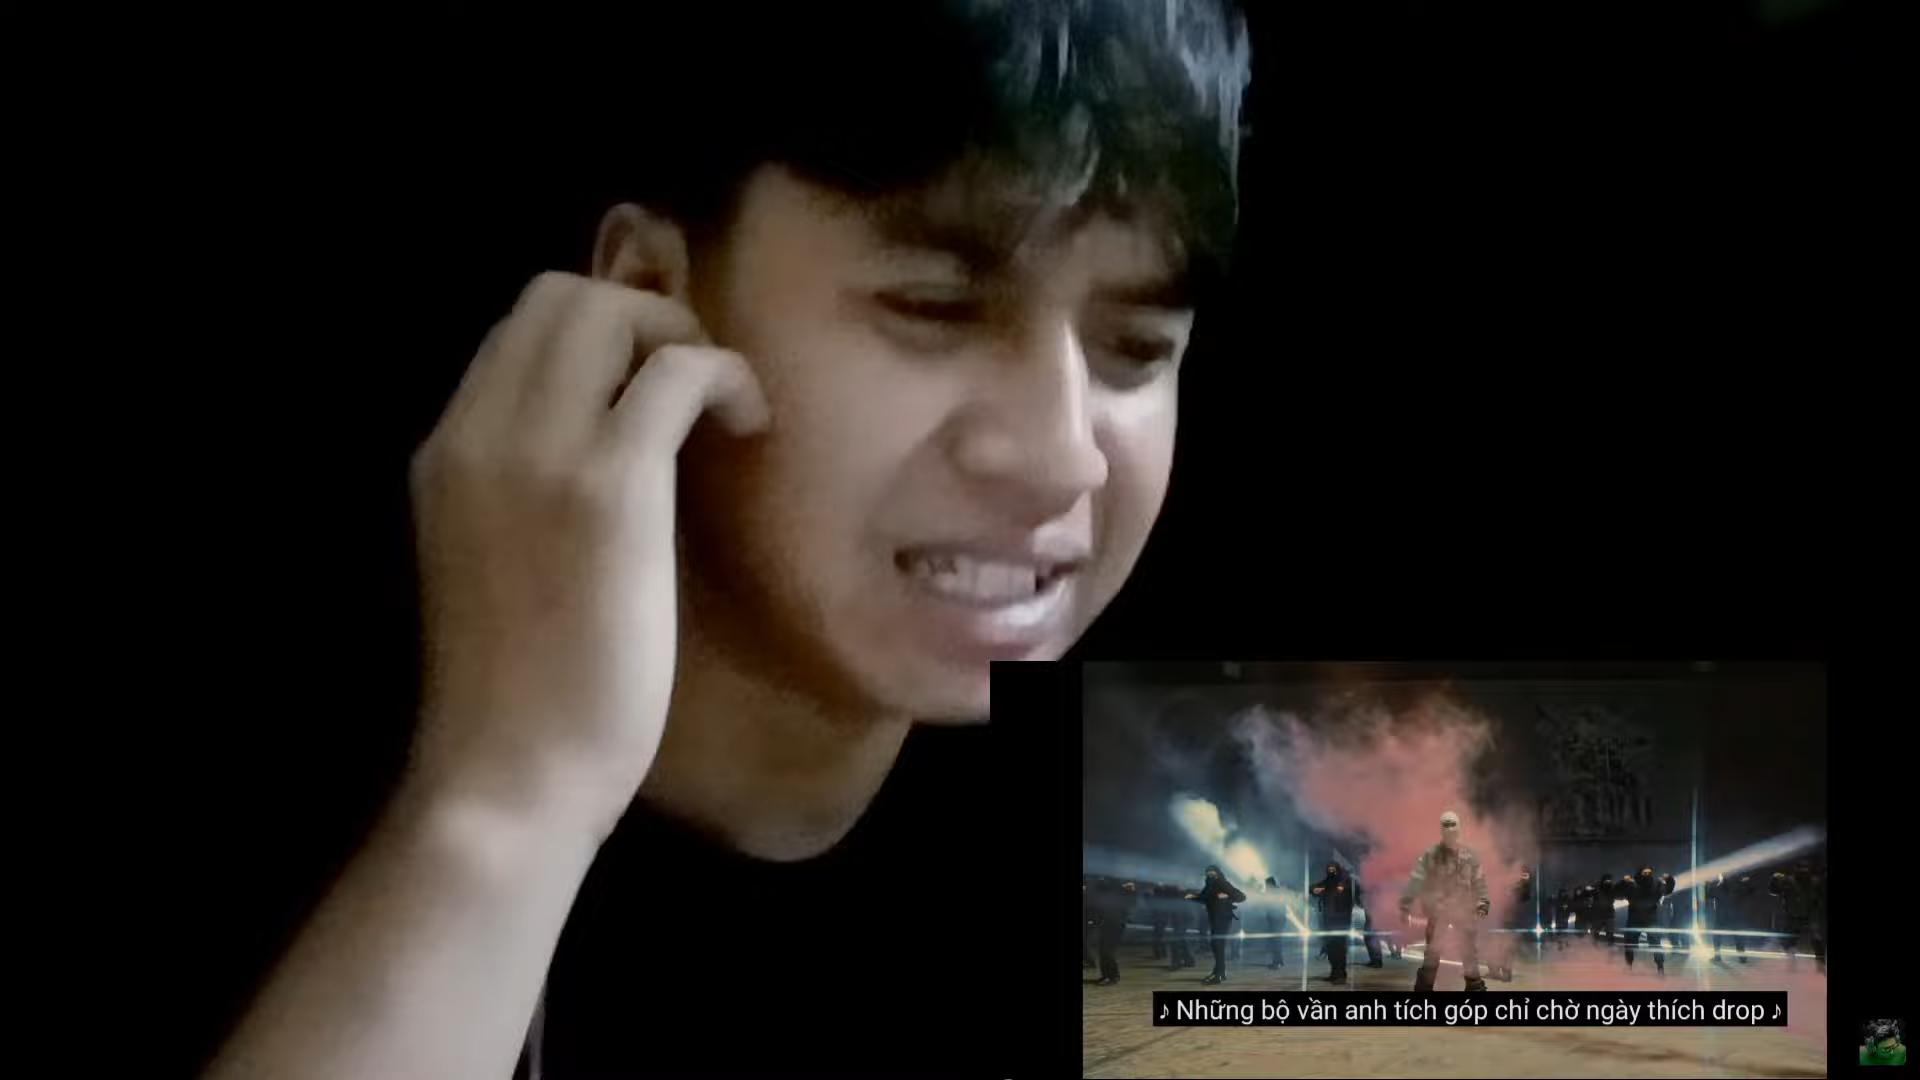 ♪ Những bộ vần anh tích góp chỉ chờ ngày thích drop ♪